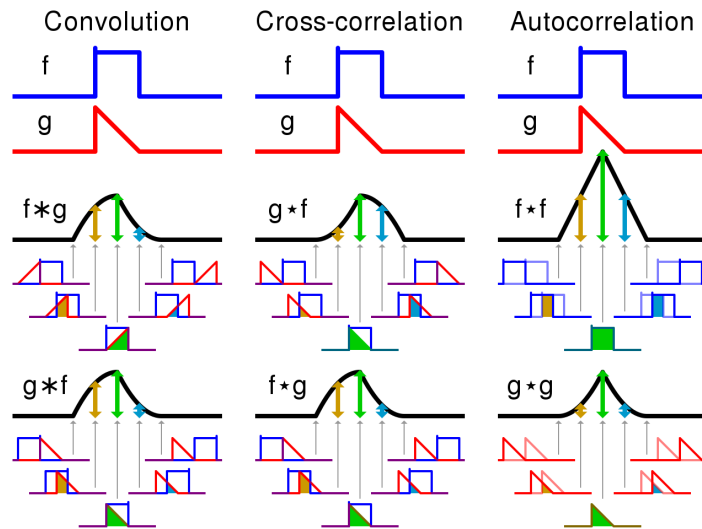 Convolution Cross-correlation Autocorrelation
f f f
g g g
f∗g g⋆f f⋆f
g∗f f⋆g g⋆g